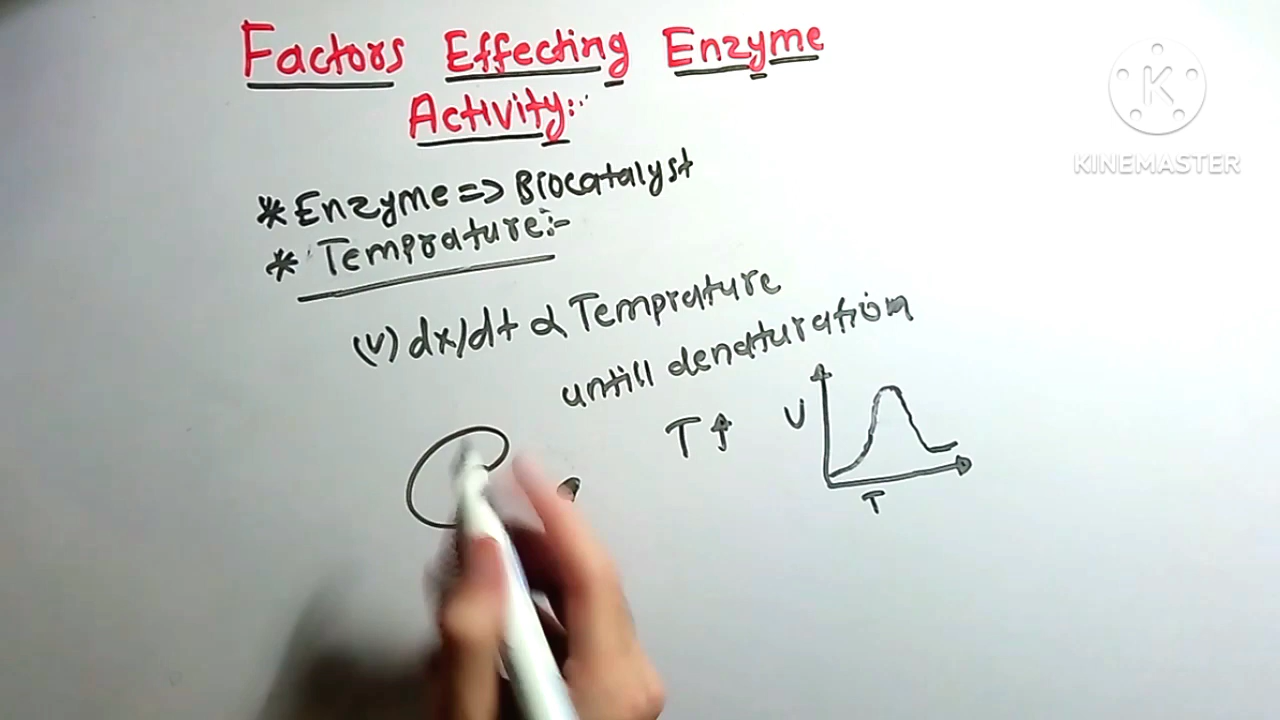 Factors Effecting Enzyme
Activity:-
* Enzyme => Biocatalyst
* Temprature:-
(V) dx/dt α Temprature
untill denaturation
T ↑
V
T
K
KINEMASTER